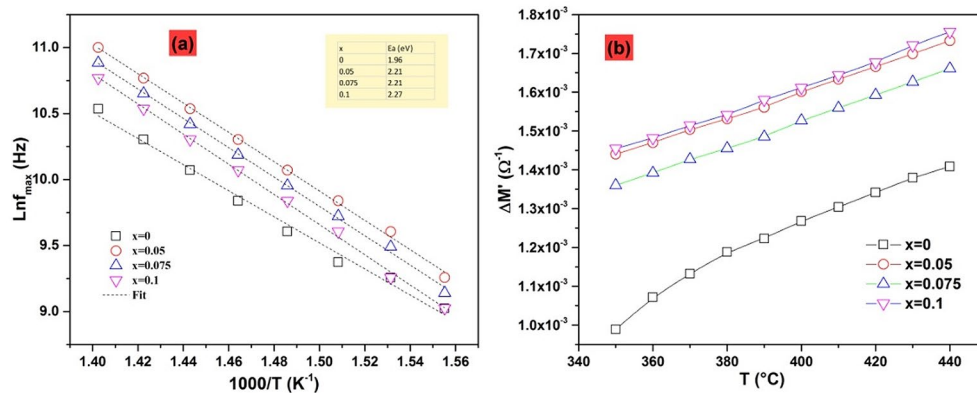 (a)
x Ea (eV)
0 1.96
0.05 2.21
0.075 2.21
0.1 2.27
11.0
10.5
10.0
9.5
9.0
Lnfmax (Hz)
x=0
x=0.05
x=0.075
x=0.1
Fit
1.40 1.42 1.44 1.46 1.48 1.50 1.52 1.54 1.56
1000/T (K⁻¹)
(b)
1.8x10⁻³
1.7x10⁻³
1.6x10⁻³
1.5x10⁻³
1.4x10⁻³
1.3x10⁻³
1.2x10⁻³
1.1x10⁻³
1.0x10⁻³
ΔM' (Ω⁻¹)
x=0
x=0.05
x=0.075
x=0.1
340 360 380 400 420 440
T (°C)